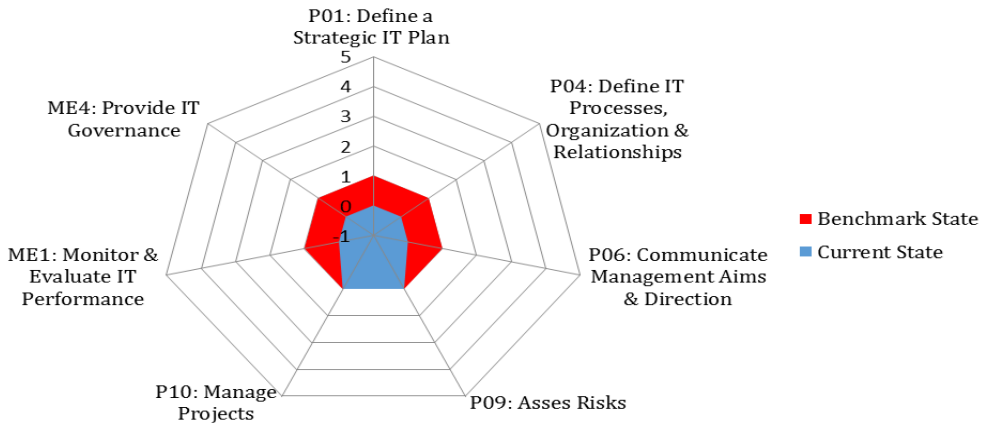 P01: Define a
Strategic IT Plan
5
4
3
2
1
0
-1
P04: Define IT
Processes,
Organization &
Relationships
P06: Communicate
Management Aims
& Direction
P09: Asses Risks
P10: Manage
Projects
ME1: Monitor &
Evaluate IT
Performance
ME4: Provide IT
Governance
Benchmark State
Current State